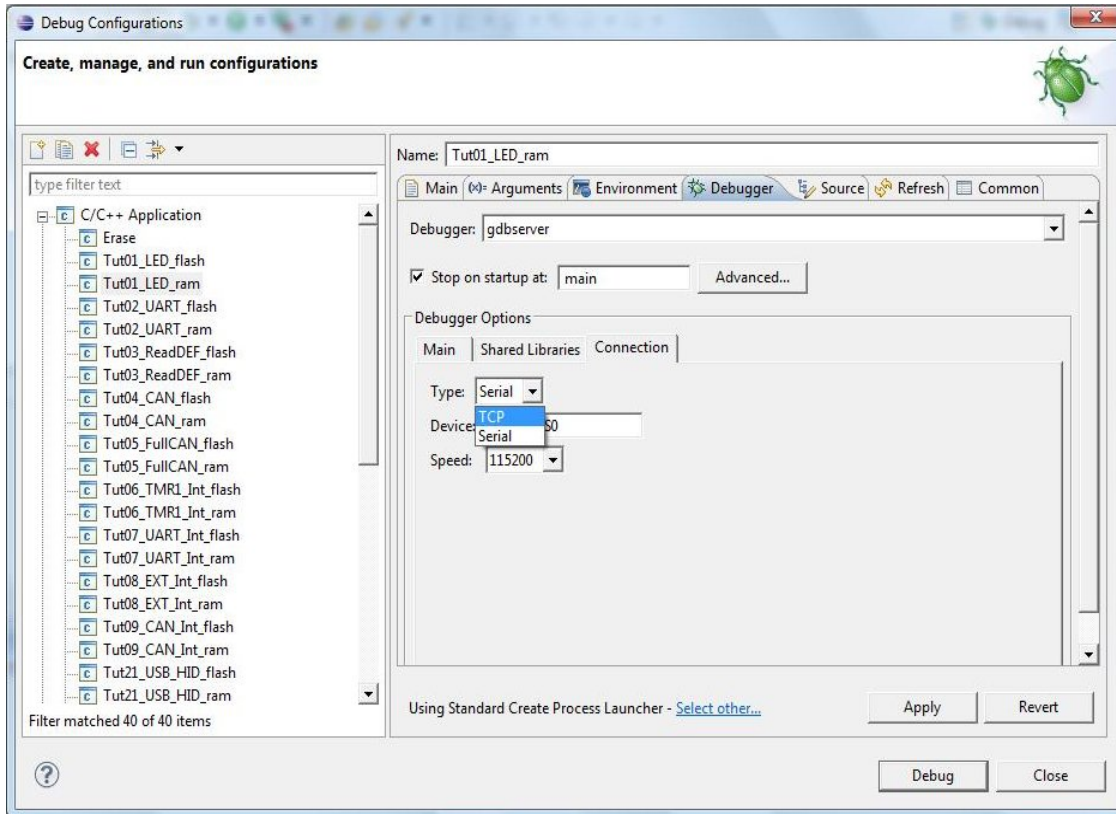 Debug Configurations
Create, manage, and run configurations
type filter text
C/C++ Application
Erase
Tut01_LED_flash
Tut01_LED_ram
Tut02_UART_flash
Tut02_UART_ram
Tut03_ReadDEF_flash
Tut03_ReadDEF_ram
Tut04_CAN_flash
Tut04_CAN_ram
Tut05_FullCAN_flash
Tut05_FullCAN_ram
Tut06_TMR1_Int_flash
Tut06_TMR1_Int_ram
Tut07_UART_Int_flash
Tut07_UART_Int_ram
Tut08_EXT_Int_flash
Tut08_EXT_Int_ram
Tut09_CAN_Int_flash
Tut09_CAN_Int_ram
Tut21_USB_HID_flash
Tut21_USB_HID_ram
Filter matched 40 of 40 items
Name: Tut01_LED_ram
Main (x)= Arguments Environment Debugger Source Refresh Common
Debugger: gdbserver
Stop on startup at: main Advanced...
Debugger Options
Main Shared Libraries Connection
Type: Serial
TCP
Serial
Device: S0
Speed: 115200
Using Standard Create Process Launcher - Select other... Apply Revert
Debug Close